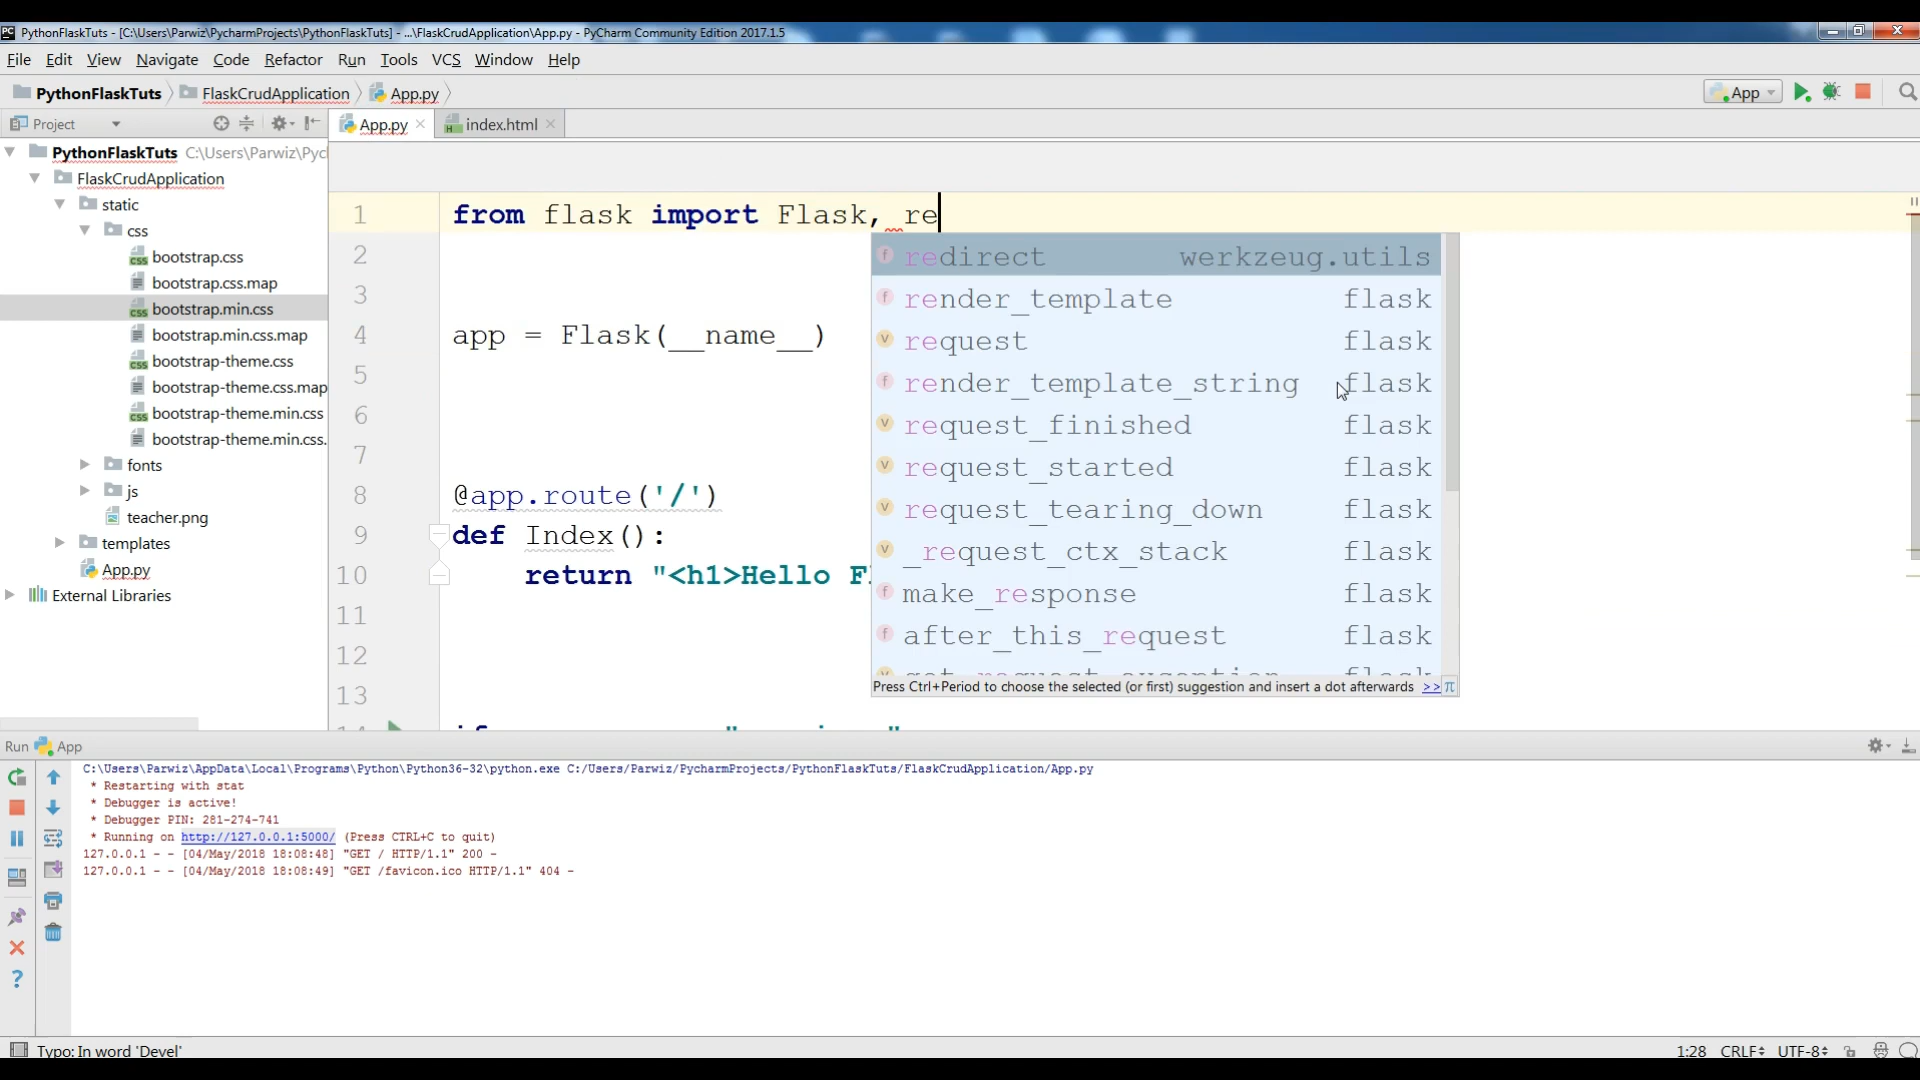 PythonFlaskTuts - [C:\Users\Parwiz\PycharmProjects\PythonFlaskTuts] - ...\FlaskCrudApplication\App.py - PyCharm Community Edition 2017.1.5
File Edit View Navigate Code Refactor Run Tools VCS Window Help
PythonFlaskTuts FlaskCrudApplication App.py App
Project App.py index.html
PythonFlaskTuts C:\Users\Parwiz\Pycl
FlaskCrudApplication
static
css
bootstrap.css
bootstrap.css.map
bootstrap.min.css
bootstrap.min.css.map
bootstrap-theme.css
bootstrap-theme.css.map
bootstrap-theme.min.css
bootstrap-theme.min.css.
fonts
js
teacher.png
templates
App.py
External Libraries
1 from flask import Flask, re
2
3
4 app = Flask(__name__)
5
6
7
8 @app.route('/')
9 def Index():
10 return "<h1>Hello F
11
12
13
redirect werkzeug.utils
render_template flask
request flask
render_template_string flask
request_finished flask
request_started flask
request_tearing_down flask
_request_ctx_stack flask
make_response flask
after_this_request flask
Press Ctrl+Period to choose the selected (or first) suggestion and insert a dot afterwards >> π
Run App
C:\Users\Parwiz\AppData\Local\Programs\Python\Python36-32\python.exe C:/Users/Parwiz/PycharmProjects/PythonFlaskTuts/FlaskCrudApplication/App.py
* Restarting with stat
* Debugger is active!
* Debugger PIN: 281-274-741
* Running on http://127.0.0.1:5000/ (Press CTRL+C to quit)
127.0.0.1 - - [04/May/2018 18:08:48] "GET / HTTP/1.1" 200 -
127.0.0.1 - - [04/May/2018 18:08:49] "GET /favicon.ico HTTP/1.1" 404 -
Typo: In word 'Devel' 1:28 CRLF UTF-8